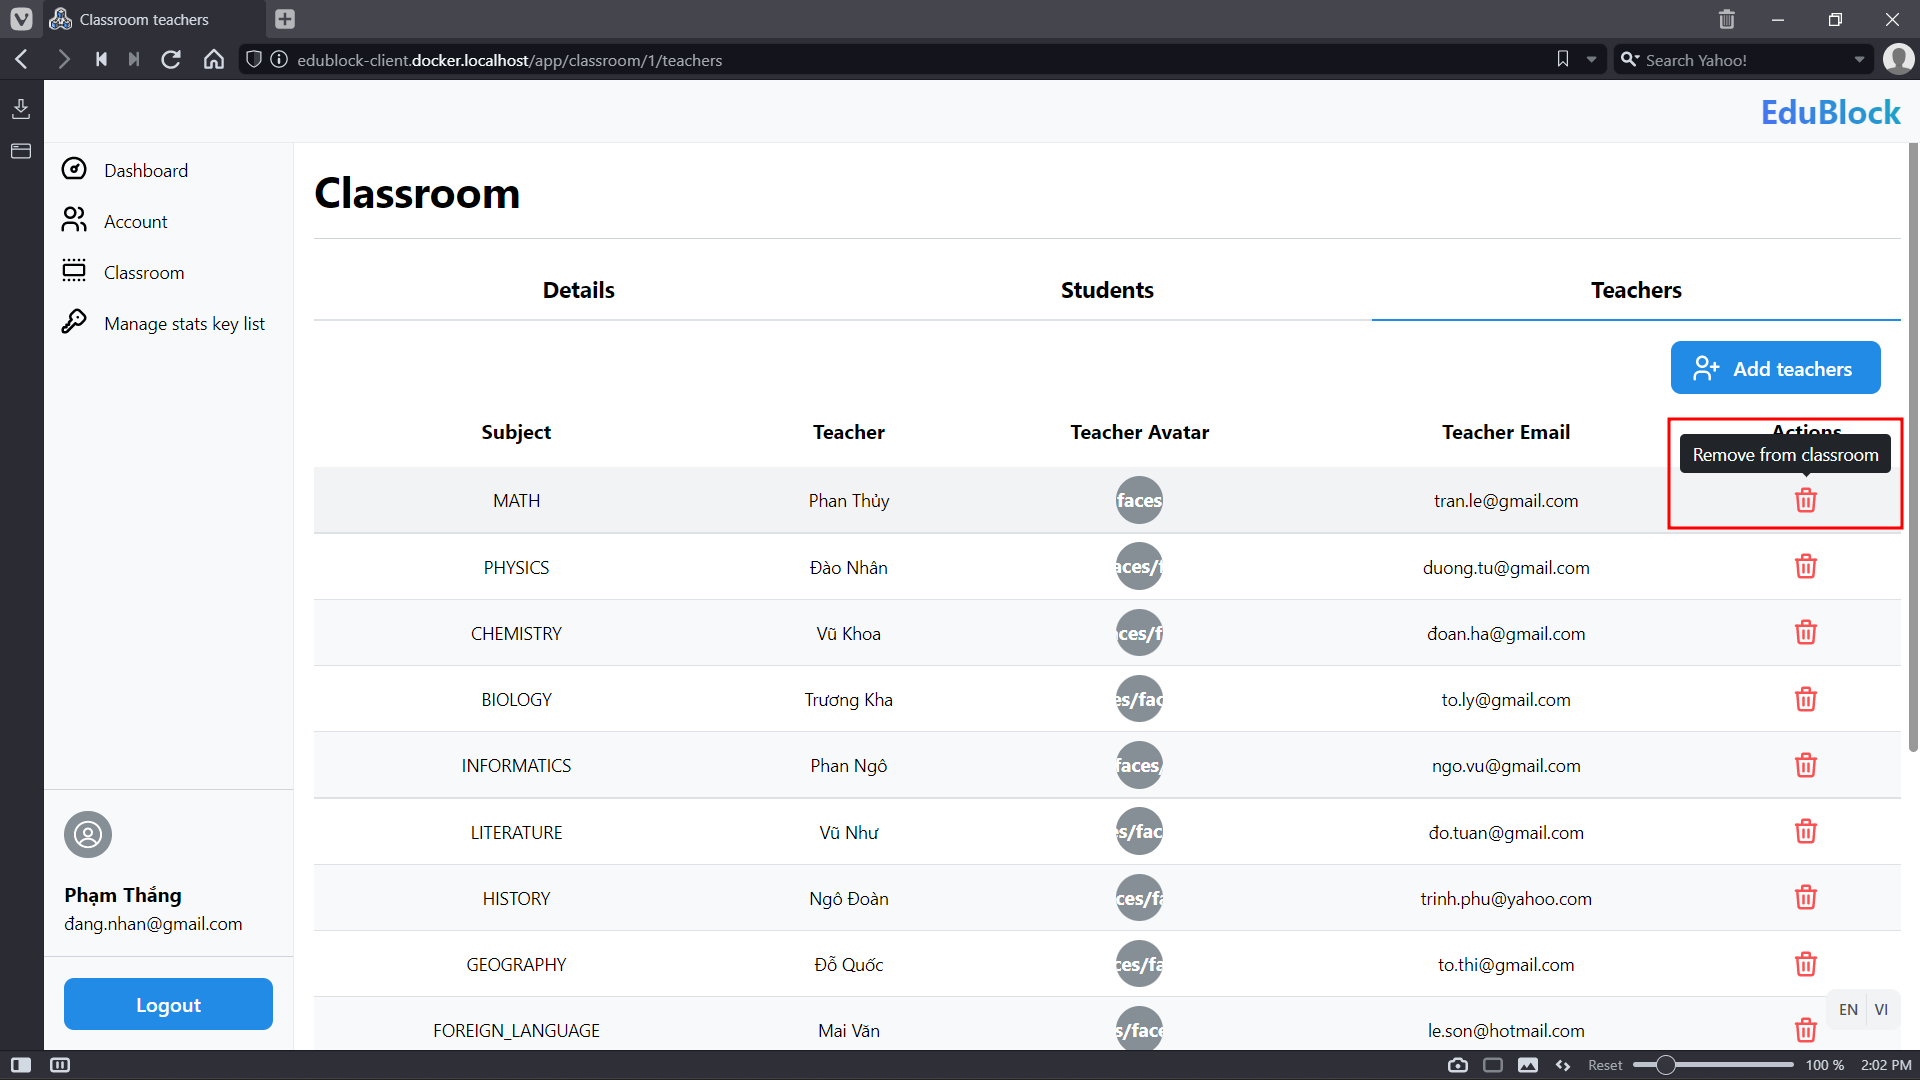 Classroom teachers
edublock-client.docker.localhost/app/classroom/1/teachers
Search Yahoo!
EduBlock
Dashboard
Account
Classroom
Manage stats key list
Phạm Thắng
đang.nhan@gmail.com
Logout
Classroom
Details Students Teachers
Add teachers
Subject Teacher Teacher Avatar Teacher Email Actions
Remove from classroom
MATH Phan Thủy faces tran.le@gmail.com
PHYSICS Đào Nhân aces/f duong.tu@gmail.com
CHEMISTRY Vũ Khoa ces/f đoan.ha@gmail.com
BIOLOGY Trương Kha es/fac to.ly@gmail.com
INFORMATICS Phan Ngô faces/ ngo.vu@gmail.com
LITERATURE Vũ Như s/fac đo.tuan@gmail.com
HISTORY Ngô Đoàn ces/fa trinh.phu@yahoo.com
GEOGRAPHY Đỗ Quốc ces/fa to.thi@gmail.com
FOREIGN_LANGUAGE Mai Văn s/face le.son@hotmail.com
EN VI
Reset 100 % 2:02 PM